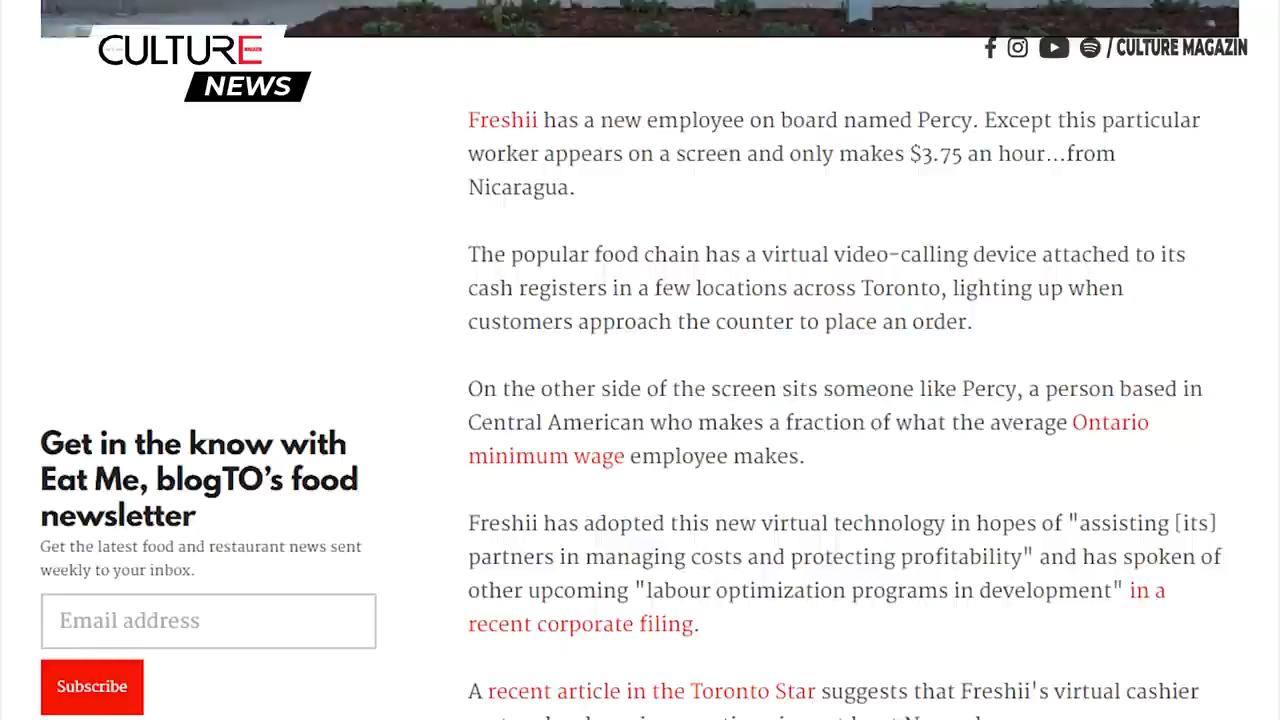 CULTURE
NEWS
/ CULTURE MAGAZIN
Freshii has a new employee on board named Percy. Except this particular
worker appears on a screen and only makes $3.75 an hour...from
Nicaragua.
The popular food chain has a virtual video-calling device attached to its
cash registers in a few locations across Toronto, lighting up when
customers approach the counter to place an order.
On the other side of the screen sits someone like Percy, a person based in
Central American who makes a fraction of what the average Ontario
minimum wage employee makes.
Freshii has adopted this new virtual technology in hopes of "assisting [its]
partners in managing costs and protecting profitability" and has spoken of
other upcoming "labour optimization programs in development" in a
recent corporate filing.
A recent article in the Toronto Star suggests that Freshii's virtual cashier
Get in the know with
Eat Me, blogTO's food
newsletter
Get the latest food and restaurant news sent
weekly to your inbox.
Email address
Subscribe